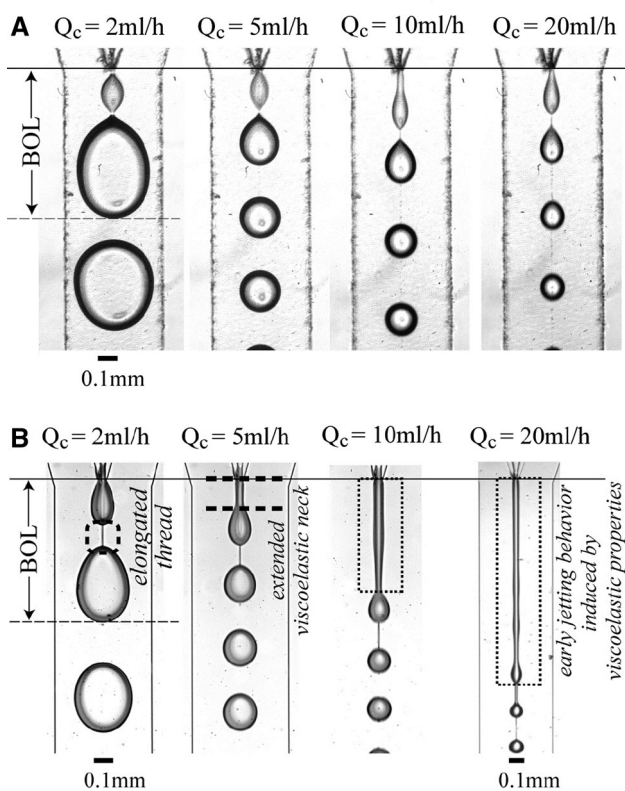 A
Qc = 2ml/h
Qc = 5ml/h
Qc = 10ml/h
Qc = 20ml/h
BOL
0.1mm
B
Qc = 2ml/h
Qc = 5ml/h
Qc = 10ml/h
Qc = 20ml/h
BOL
elongated
thread
extended
viscoelastic neck
early jetting behavior
induced by
viscoelastic properties
0.1mm
0.1mm